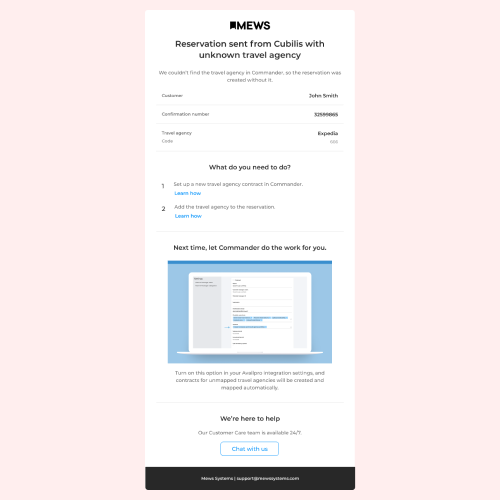 MEWS
Reservation sent from Cubilis with
unknown travel agency
We couldn't find the travel agency in Commander, so the reservation was
created without it.
Customer John Smith
Confirmation number 32599865
Travel agency Expedia
Code
What do you need to do?
1 Set up a new travel agency contract in Commander.
Learn how
2 Add the travel agency to the reservation.
Learn how
Next time, let Commander do the work for you.
Turn on this option in your Availpro integration settings, and
contracts for unmapped travel agencies will be created and
mapped automatically.
We're here to help
Our Customer Care team is available 24/7.
Chat with us
Mews Systems | support@mewssystems.com